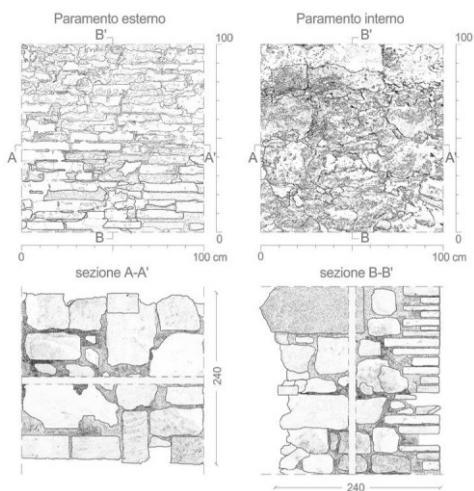 Paramento esterno
B'
100
A
A'
B
0
0
100 cm
Paramento interno
B'
100
A
A'
B
0
0
100 cm
sezione A-A'
240
sezione B-B'
240